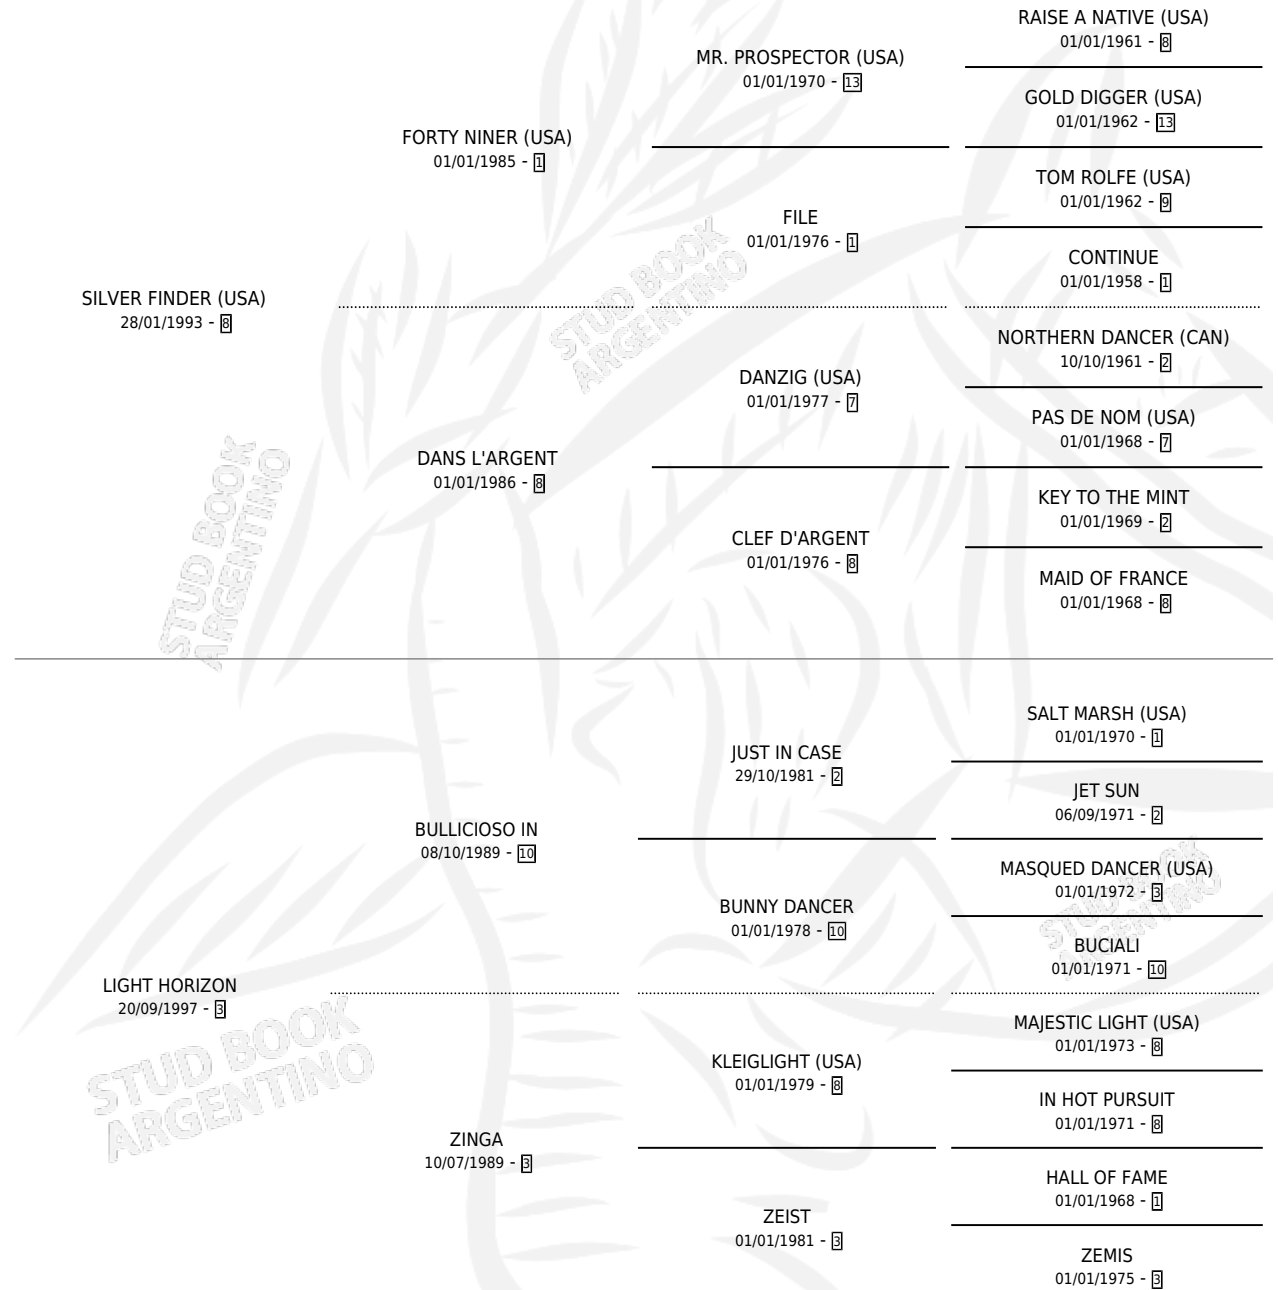 RAISE A NATIVE (USA)
01/01/1961 - 8
MR. PROSPECTOR (USA)
01/01/1970 - 13
GOLD DIGGER (USA)
01/01/1962 - 13
FORTY NINER (USA)
01/01/1985 - 1
TOM ROLFE (USA)
01/01/1962 - 9
FILE
01/01/1976 - 1
CONTINUE
01/01/1958 - 1
SILVER FINDER (USA)
28/01/1993 - 8
NORTHERN DANCER (CAN)
10/10/1961 - 2
DANZIG (USA)
01/01/1977 - 7
PAS DE NOM (USA)
01/01/1968 - 7
DANS L'ARGENT
01/01/1986 - 8
KEY TO THE MINT
01/01/1969 - 2
CLEF D'ARGENT
01/01/1976 - 8
MAID OF FRANCE
01/01/1968 - 8
SALT MARSH (USA)
01/01/1970 - 1
JUST IN CASE
29/10/1981 - 2
JET SUN
06/09/1971 - 2
BULLICIOSO IN
08/10/1989 - 10
MASQUED DANCER (USA)
01/01/1972 - 3
BUNNY DANCER
01/01/1978 - 10
BUCIALI
01/01/1971 - 10
LIGHT HORIZON
20/09/1997 - 3
MAJESTIC LIGHT (USA)
01/01/1973 - 8
KLEIGLIGHT (USA)
01/01/1979 - 8
IN HOT PURSUIT
01/01/1971 - 8
ZINGA
10/07/1989 - 3
HALL OF FAME
01/01/1968 - 1
ZEIST
01/01/1981 - 3
ZEMIS
01/01/1975 - 3
STUD BOOK
ARGENTINO
STUD BOOK
ARGENTINO
STUD BOOK
ARGENTINO
STUD BOOK
ARGENTINO